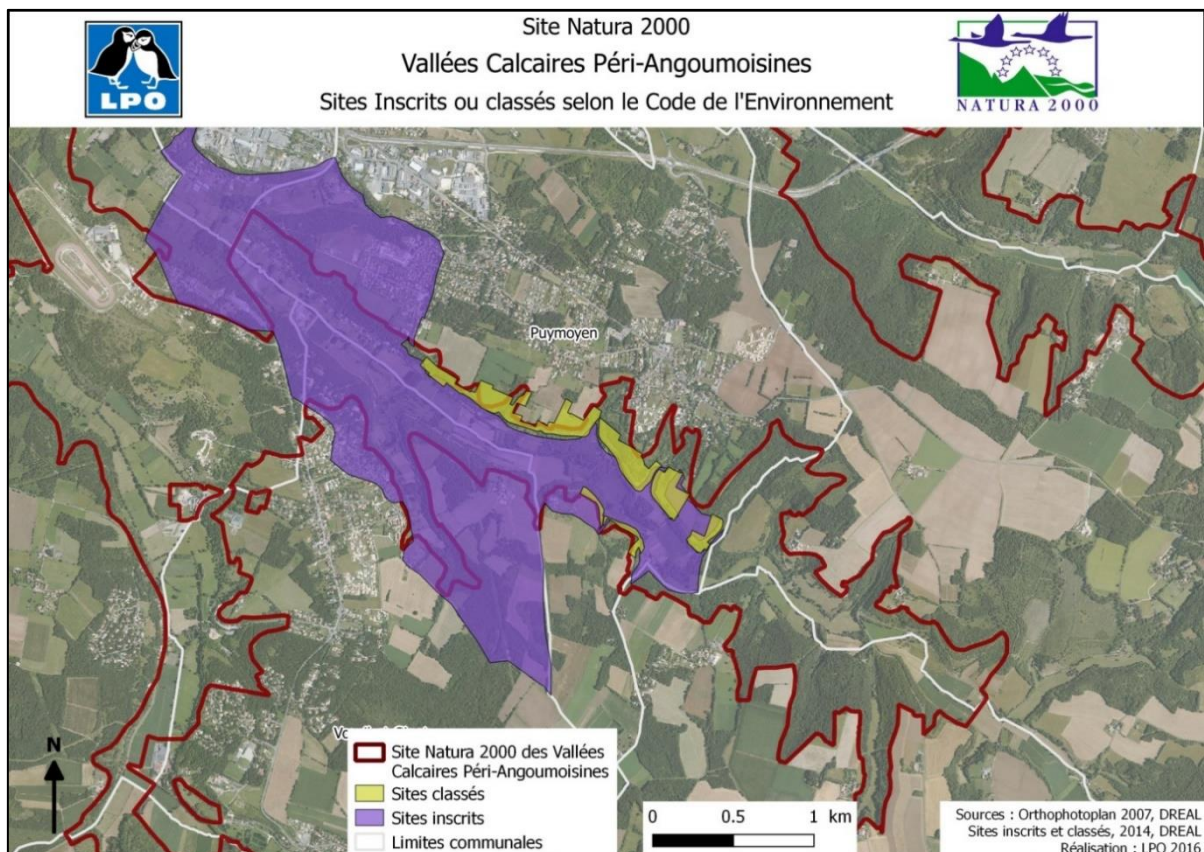 Site Natura 2000
Vallées Calcaires Péri-Angoumoisines
Sites Inscrits ou classés selon le Code de l'Environnement
LPO
NATURA 2000
Puymoyen
N
Site Natura 2000 des Vallées
Calcaires Péri-Angoumoisines
Sites classés
Sites inscrits
Limites communales
0 0.5 1 km
Sources : Orthophotoplan 2007, DREAL
Sites inscrits et classés, 2014, DREAL
Réalisation : LPO 2016